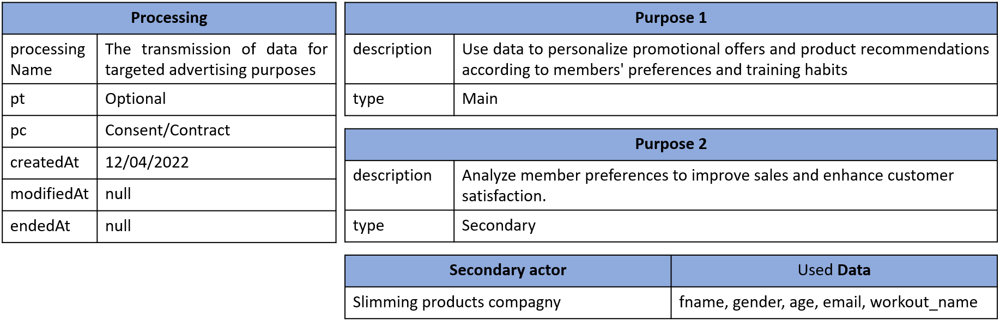 Processing
processing
Name
The transmission of data for
targeted advertising purposes
pt
Optional
pc
Consent/Contract
createdAt
12/04/2022
modifiedAt
null
endedAt
null
Purpose 1
description
Use data to personalize promotional offers and product recommendations
according to members' preferences and training habits
type
Main
Purpose 2
description
Analyze member preferences to improve sales and enhance customer
satisfaction.
type
Secondary
Secondary actor
Used Data
Slimming products compagny
fname, gender, age, email, workout_name